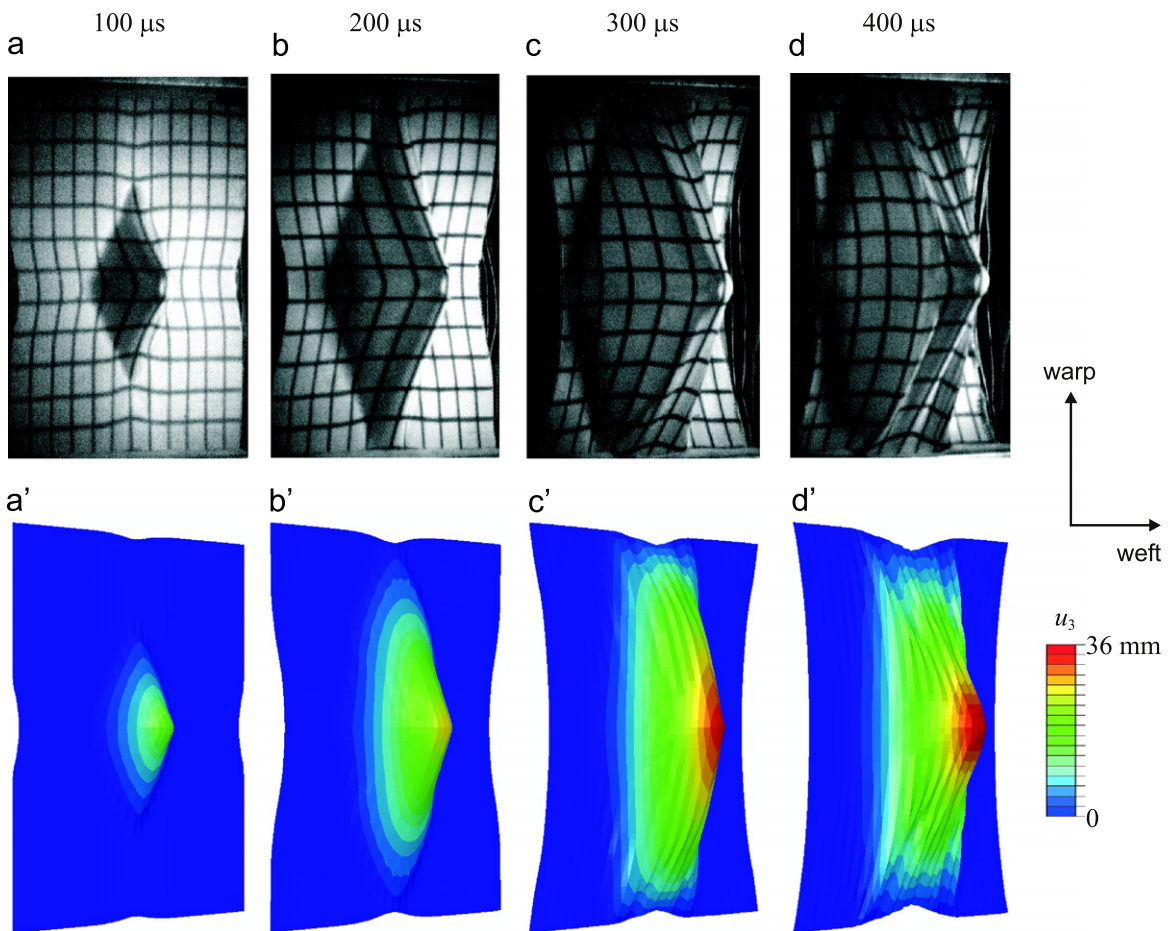 100 μs
200 μs
300 μs
400 μs
a
b
c
d
warp
weft
a’
b’
c’
d’
u3
36 mm
0